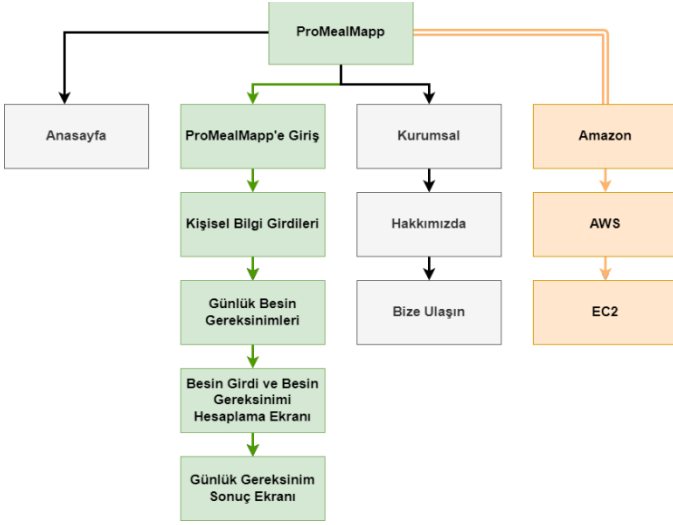 ProMealMapp
Anasayfa
ProMealMapp'e Giriş
Kurumsal
Amazon
Kişisel Bilgi Girdileri
Hakkımızda
AWS
Günlük Besin
Gereksinimleri
Bize Ulaşın
EC2
Besin Girdi ve Besin
Gereksinimi
Hesaplama Ekranı
Günlük Gereksinim
Sonuç Ekranı